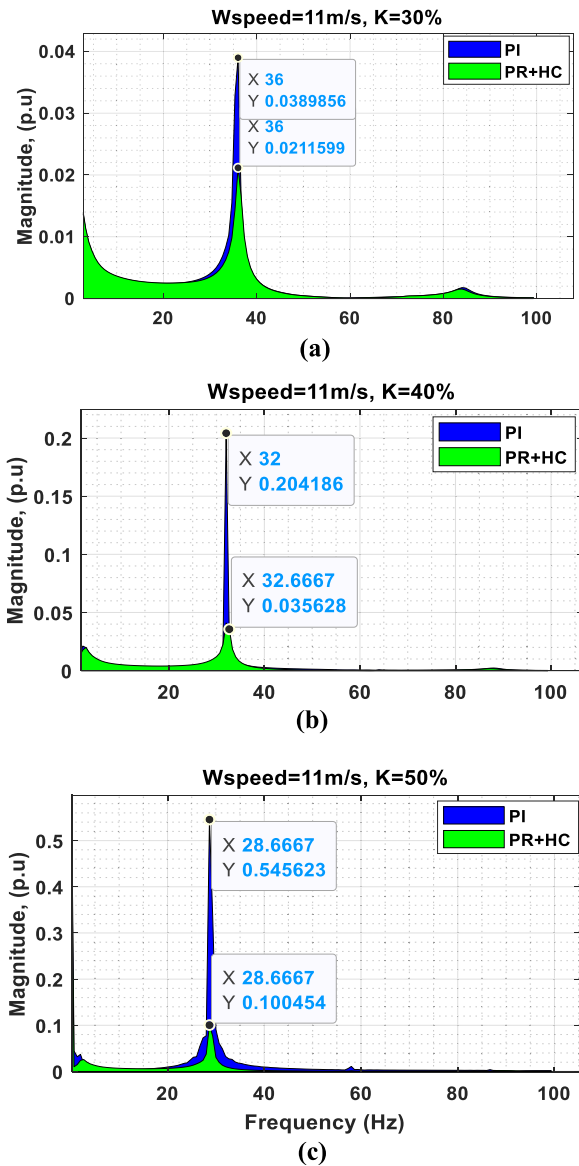 Wspeed=11m/s, K=30%
PI
PR+HC
Magnitude, (p.u)
0.04
0.03
0.02
0.01
0
X 36
Y 0.0389856
X 36
Y 0.0211599
20
40
60
80
100
(a)
Wspeed=11m/s, K=40%
PI
PR+HC
Magnitude, (p.u)
0.2
0.15
0.1
0.05
0
X 32
Y 0.204186
X 32.6667
Y 0.035628
20
40
60
80
100
(b)
Wspeed=11m/s, K=50%
PI
PR+HC
Magnitude, (p.u)
0.5
0.4
0.3
0.2
0.1
0
X 28.6667
Y 0.545623
X 28.6667
Y 0.100454
20
40
60
80
100
Frequency (Hz)
(c)